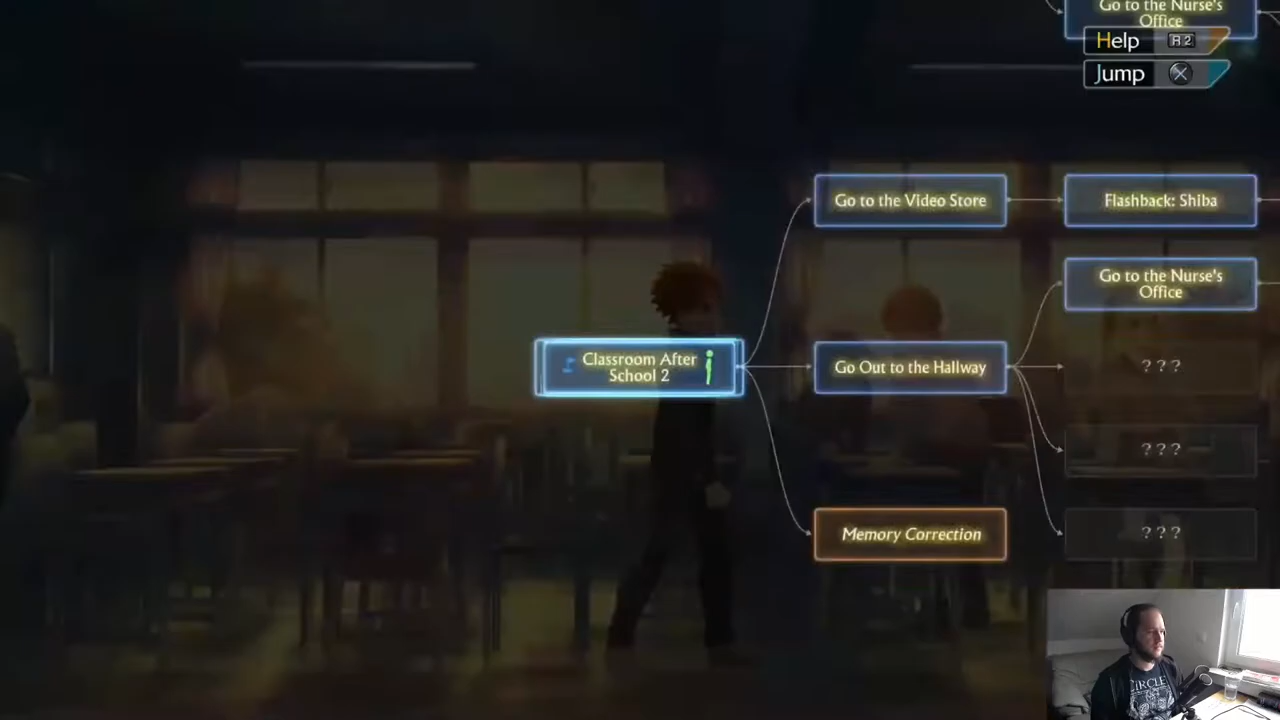 Go to the Nurse's
Office
Help R2
Jump
Go to the Video Store
Flashback: Shiba
Go to the Nurse's
Office
Classroom After
School 2
Go Out to the Hallway
? ? ?
? ? ?
Memory Correction
? ? ?
CIRCLE